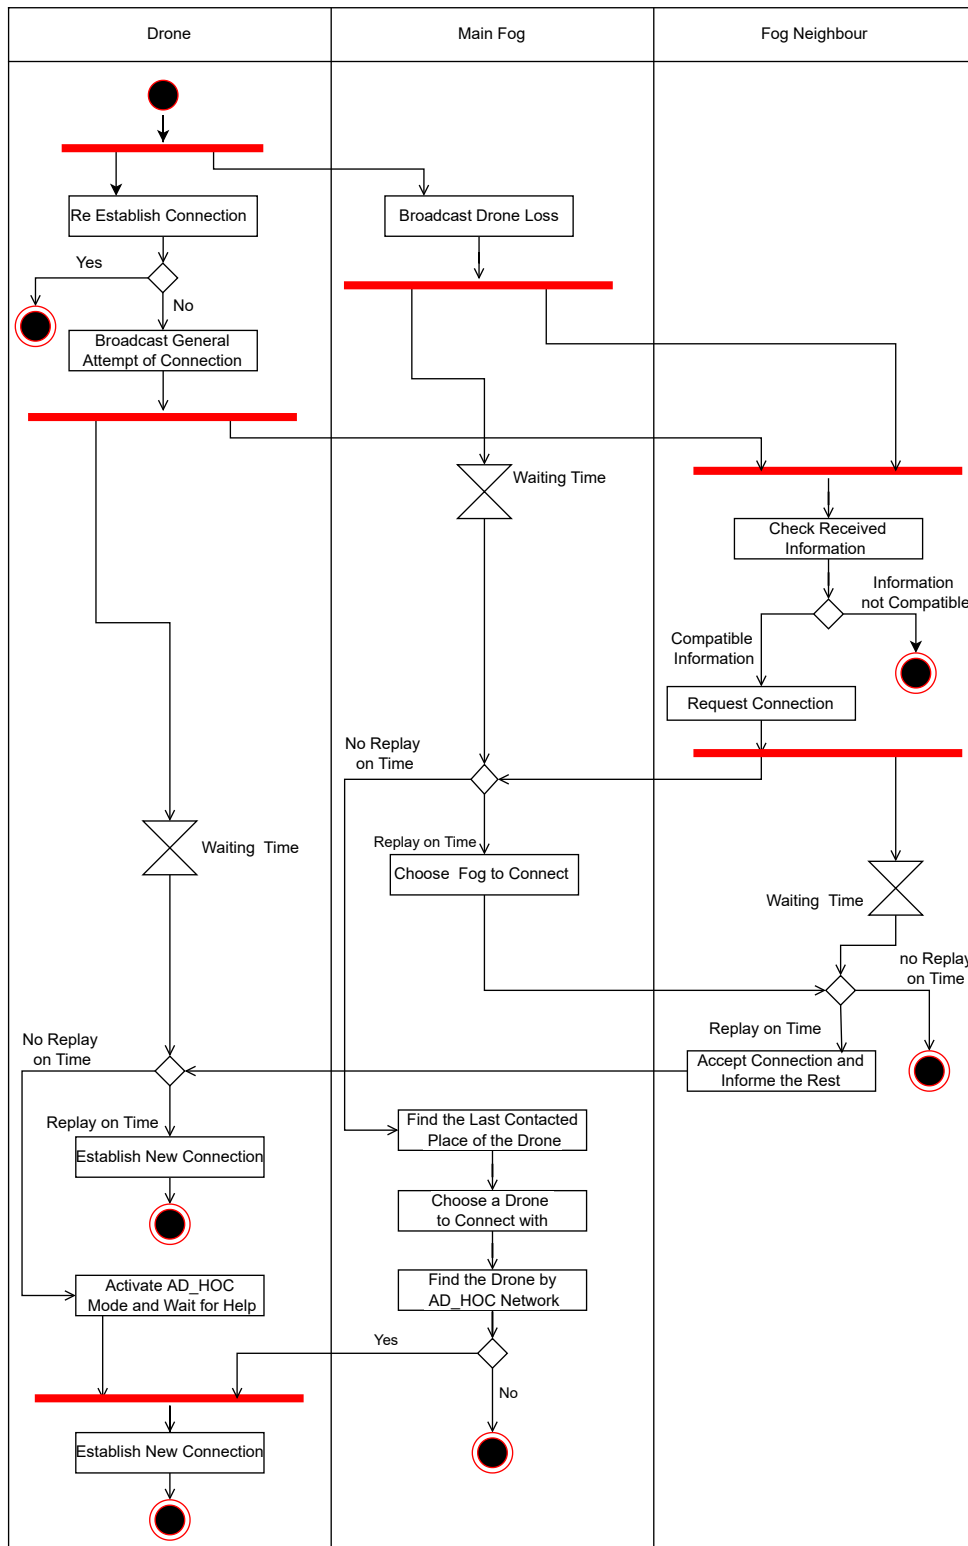 Drone
Main Fog
Fog Neighbour
Re Establish Connection
Broadcast Drone Loss
Yes
No
Broadcast General
Attempt of Connection
Waiting Time
Check Received
Information
Information
not Compatible
Compatible
Information
Request Connection
No Replay
on Time
Waiting Time
Replay on Time
Choose Fog to Connect
Waiting Time
no Replay
on Time
Replay on Time
No Replay
on Time
Accept Connection and
Informe the Rest
Replay on Time
Find the Last Contacted
Place of the Drone
Establish New Connection
Choose a Drone
to Connect with
Activate AD_HOC
Mode and Wait for Help
Find the Drone by
AD_HOC Network
Yes
No
Establish New Connection